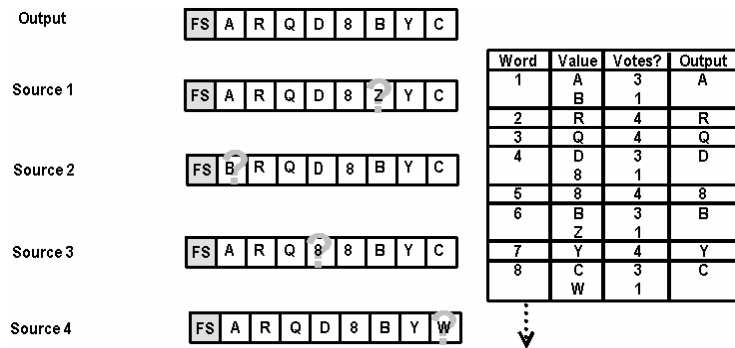 Output FS A R Q D 8 B Y C
Source 1 FS A R Q D 8 Z ? Y C
Source 2 FS B ? R Q D 8 B Y C
Source 3 FS A R Q 8 ? 8 B Y C
Source 4 FS A R Q D 8 B Y W ?
Word Value Votes? Output
1 A 3 A
B 1
2 R 4 R
3 Q 4 Q
4 D 3 D
8 1
5 8 4 8
6 B 3 B
Z 1
7 Y 4 Y
8 C 3 C
W 1